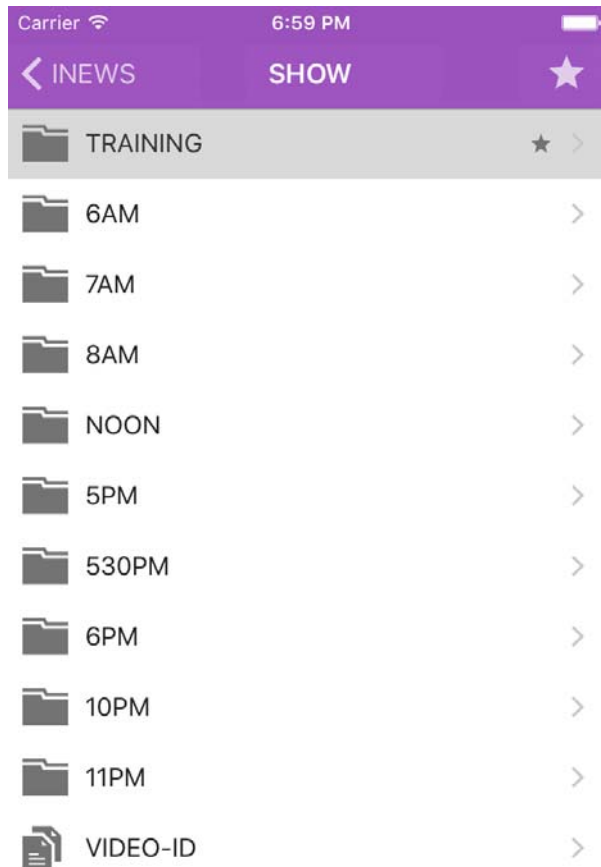 Carrier 6:59 PM
INEWS SHOW
TRAINING
6AM
7AM
8AM
NOON
5PM
530PM
6PM
10PM
11PM
VIDEO-ID